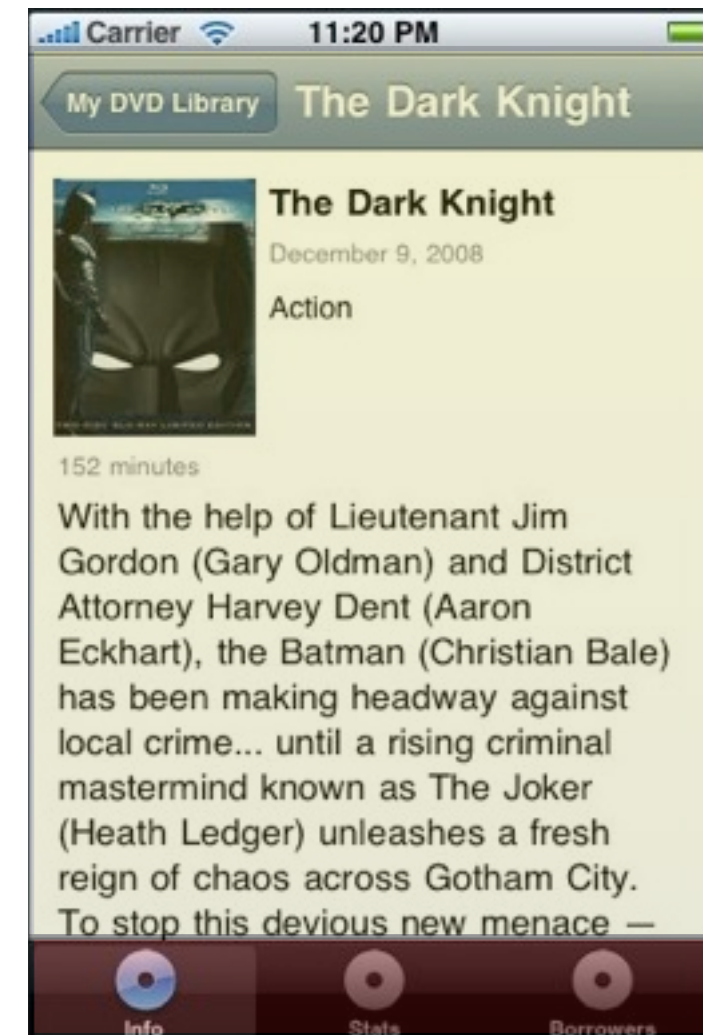 Carrier 11:20 PM
My DVD Library The Dark Knight
The Dark Knight
December 9, 2008
Action
152 minutes
With the help of Lieutenant Jim
Gordon (Gary Oldman) and District
Attorney Harvey Dent (Aaron
Eckhart), the Batman (Christian Bale)
has been making headway against
local crime... until a rising criminal
mastermind known as The Joker
(Heath Ledger) unleashes a fresh
reign of chaos across Gotham City.
To stop this devious new menace —
Info Stats Borrowers